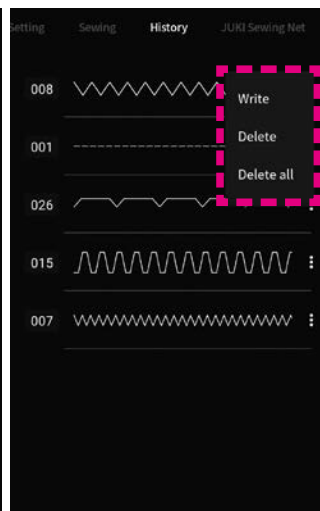 Setting Sewing History JUKI Sewing Net
008
Write
Delete
001
Delete all
026
015
007